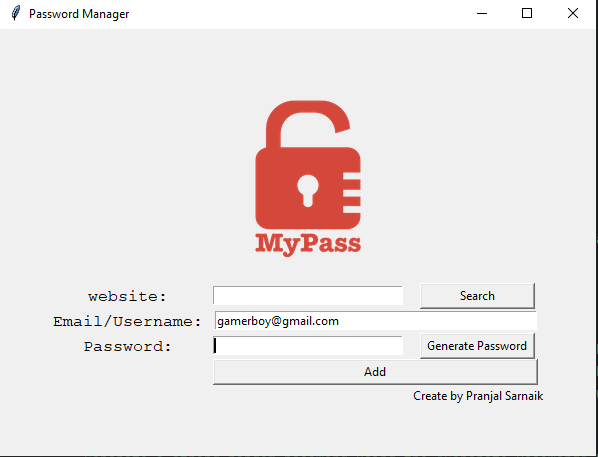 Password Manager
MyPass
website:
Search
Email/Username:
gamerboy@gmail.com
Password:
Generate Password
Add
Create by Pranjal Sarnaik